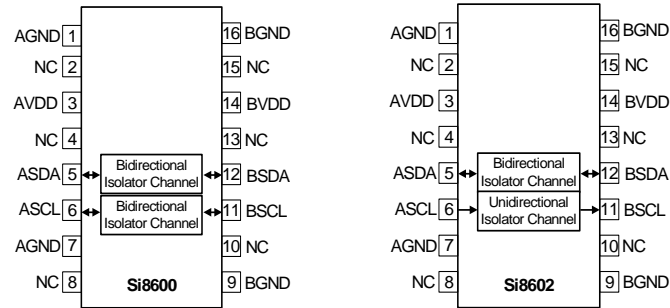 AGND 1 16 BGND
NC 2 15 NC
AVDD 3 14 BVDD
NC 4 13 NC
ASDA 5 Bidirectional Isolator Channel 12 BSDA
ASCL 6 Bidirectional Isolator Channel 11 BSCL
AGND 7 10 NC
NC 8 Si8600 9 BGND
AGND 1 16 BGND
NC 2 15 NC
AVDD 3 14 BVDD
NC 4 13 NC
ASDA 5 Bidirectional Isolator Channel 12 BSDA
ASCL 6 Unidirectional Isolator Channel 11 BSCL
AGND 7 10 NC
NC 8 Si8602 9 BGND